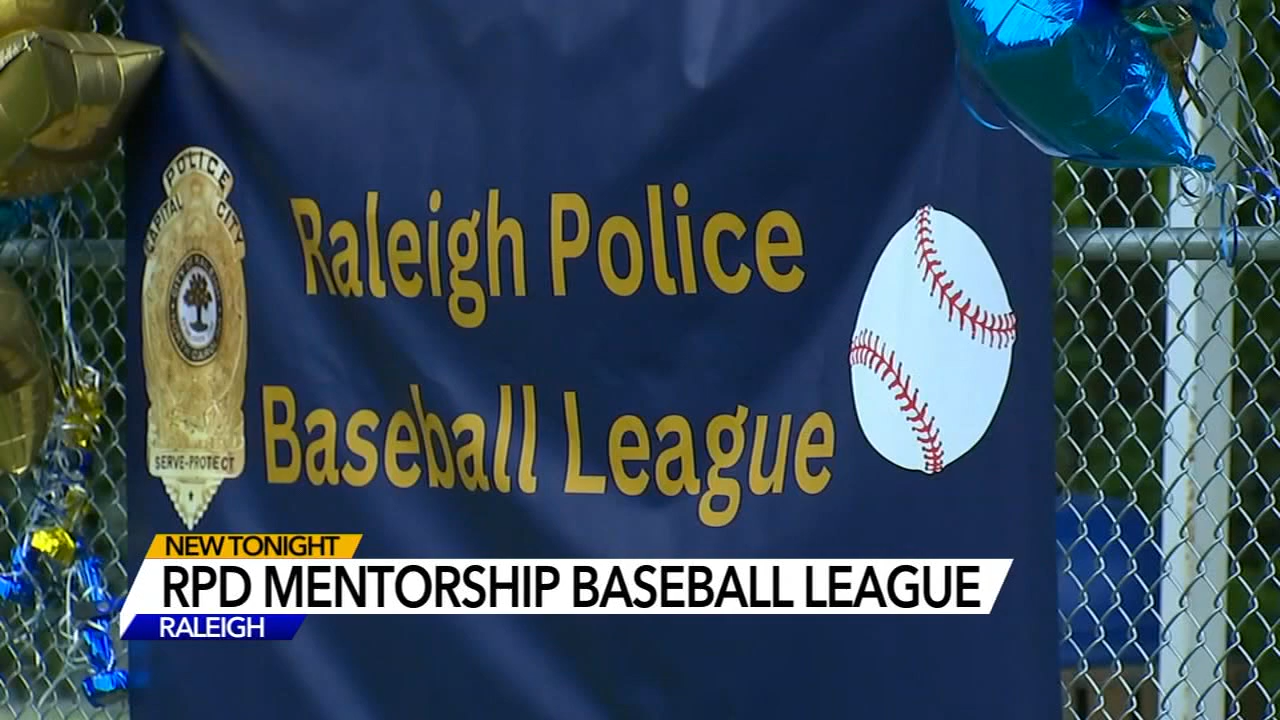 POLICE
CAPITAL CITY
Raleigh Police
Baseball League
SERVE-PROTECT
NEW TONIGHT
RPD MENTORSHIP BASEBALL LEAGUE
RALEIGH